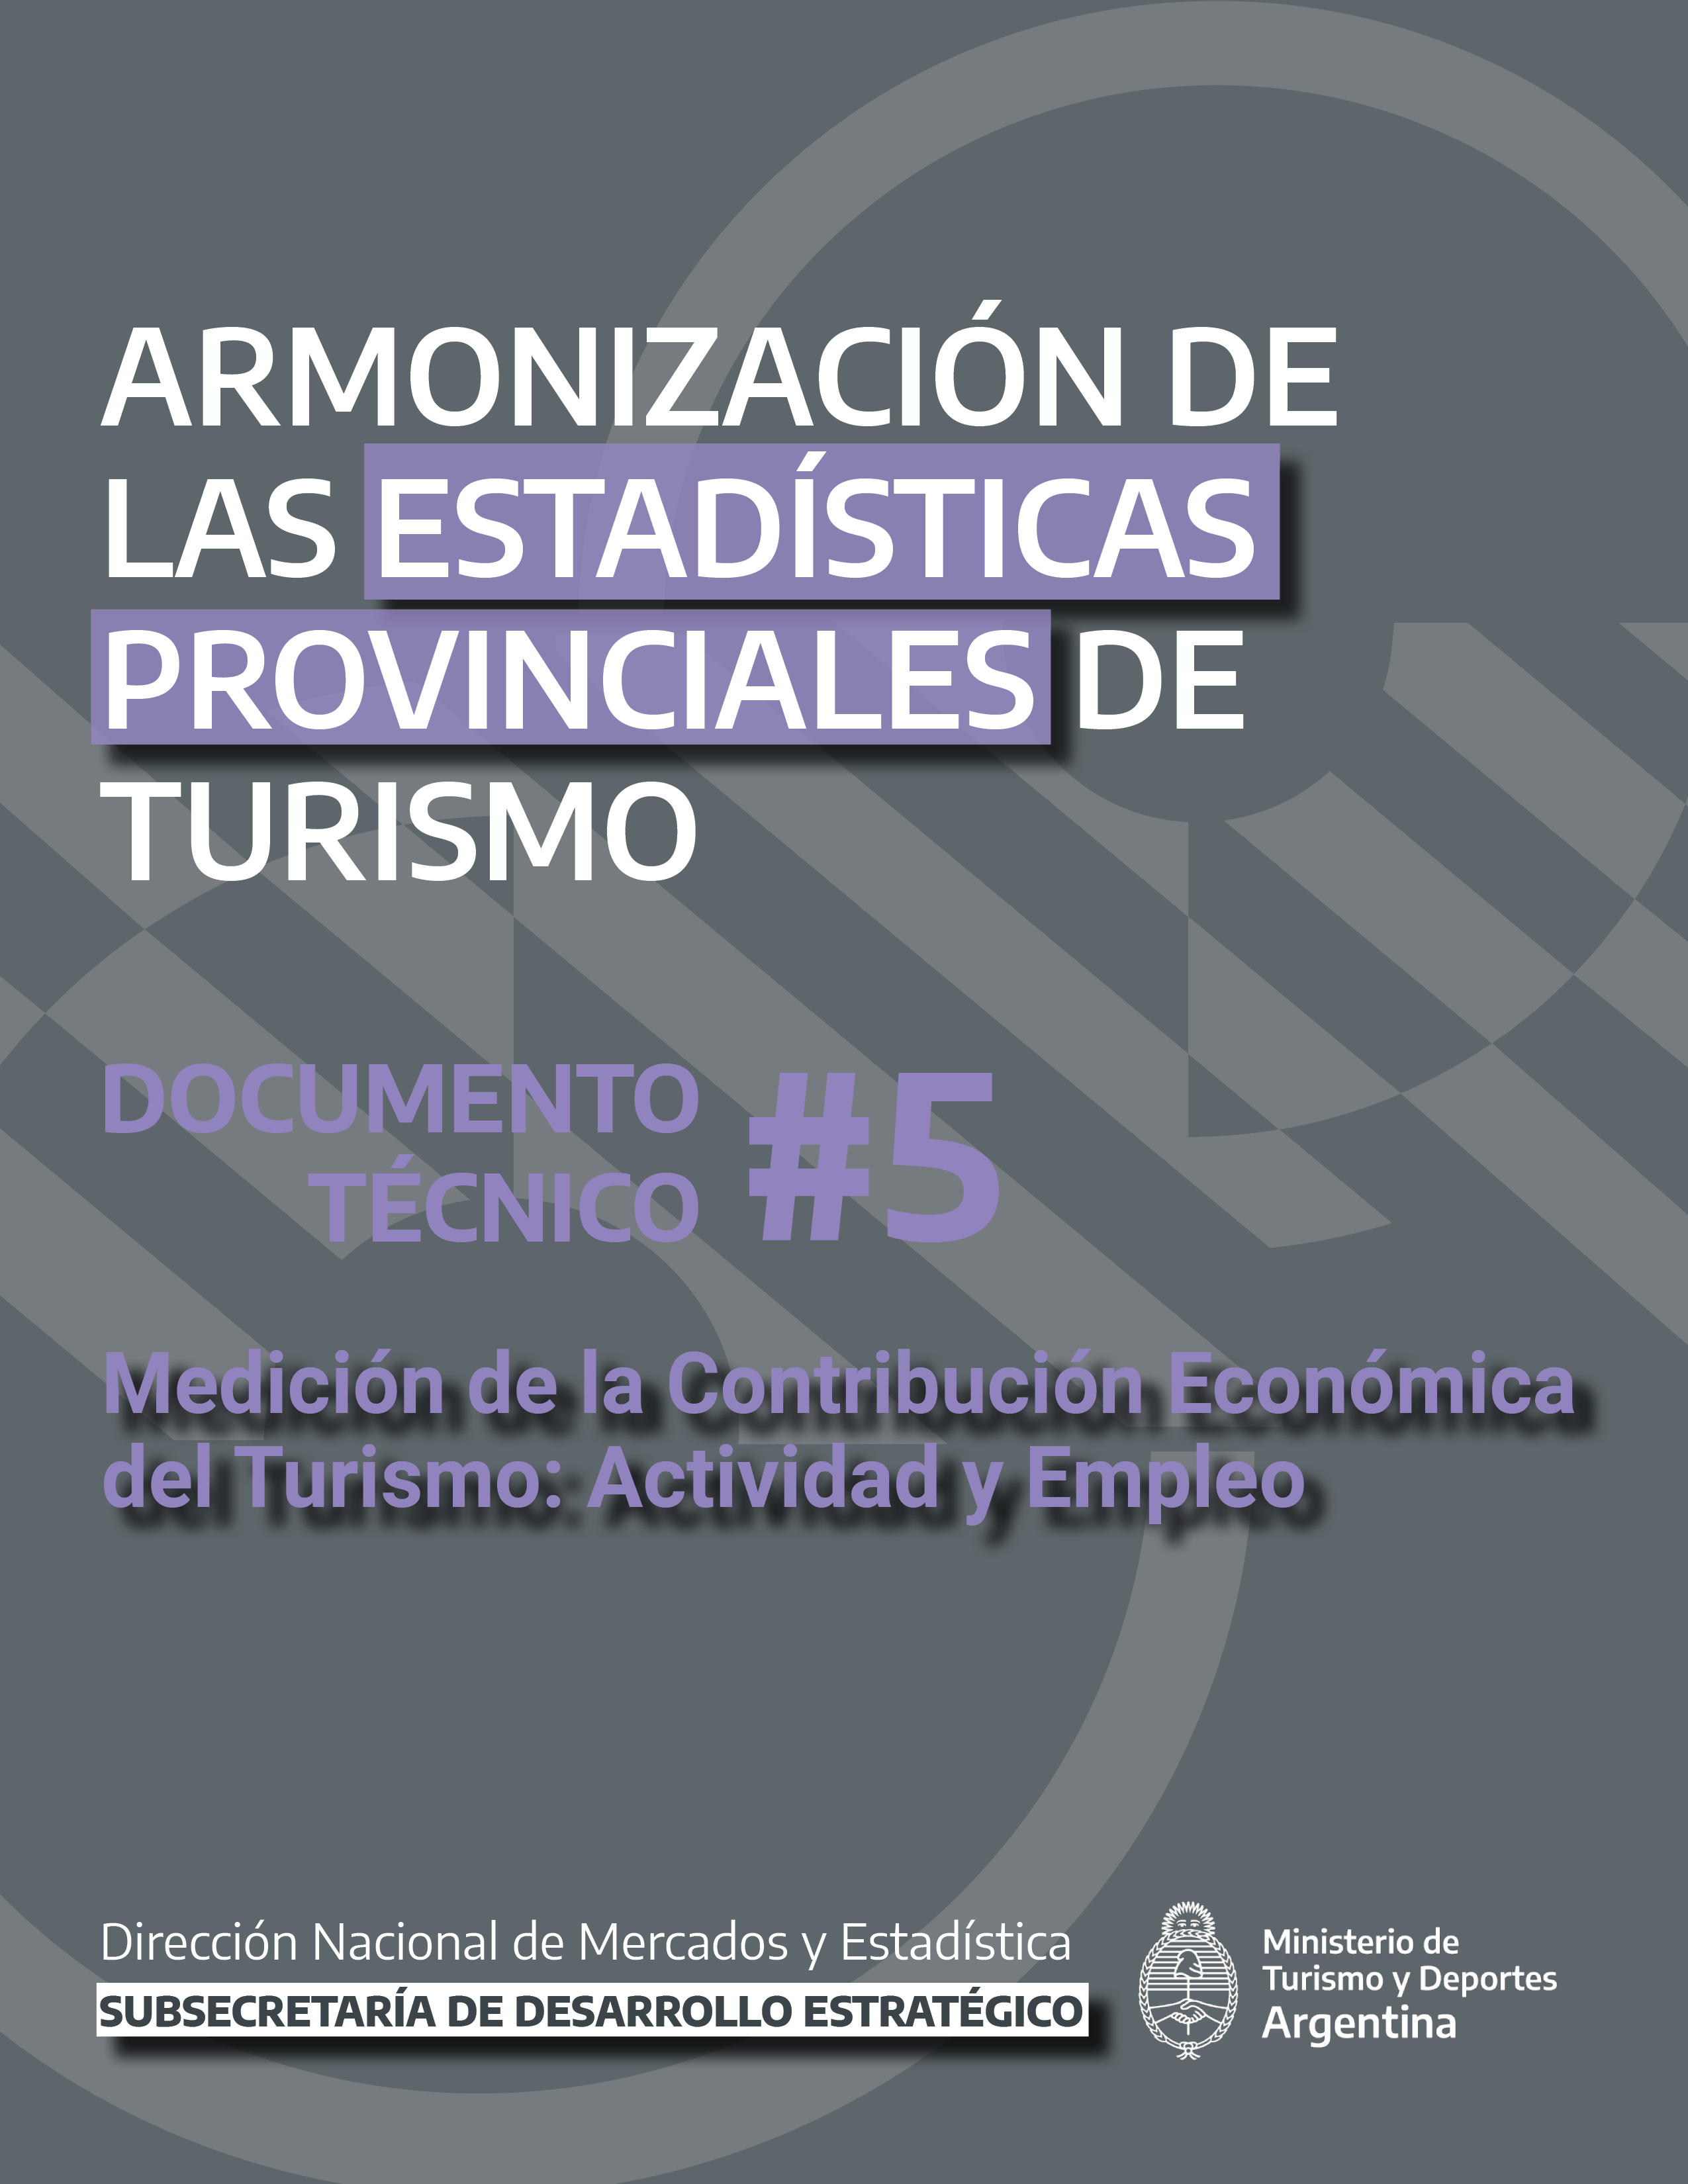 ARMONIZACIÓN DE
LAS ESTADÍSTICAS
PROVINCIALES DE
TURISMO
DOCUMENTO
TÉCNICO
#5
Medición de la Contribución Económica
del Turismo: Actividad y Empleo
Dirección Nacional de Mercados y Estadística
SUBSECRETARÍA DE DESARROLLO ESTRATÉGICO
Ministerio de
Turismo y Deportes
Argentina